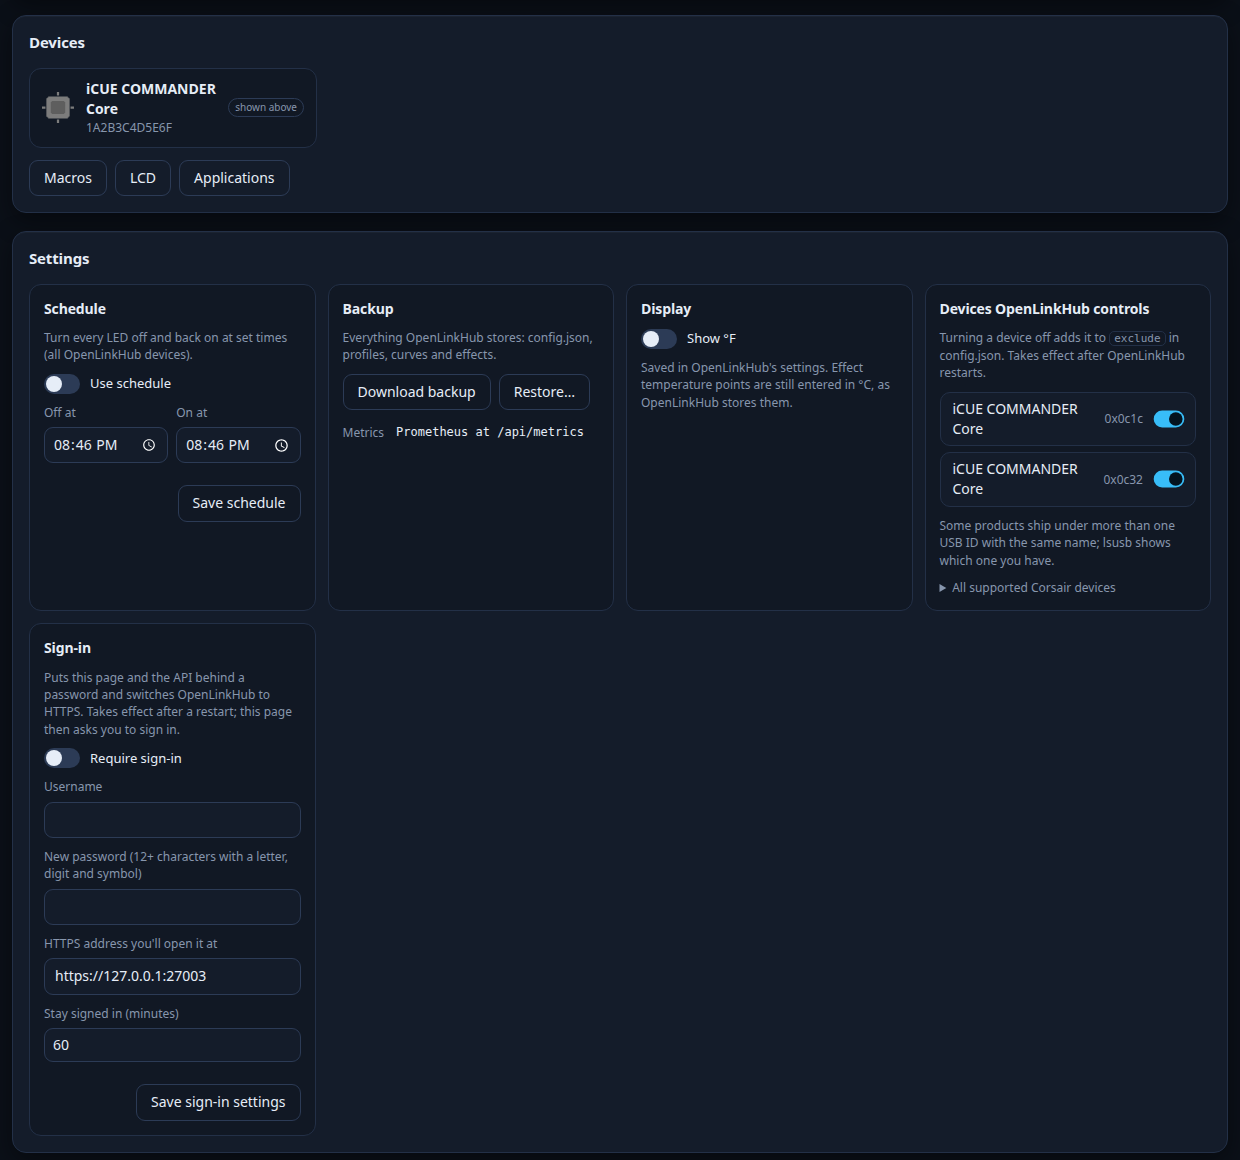 Devices
iCUE COMMANDER
Core
1A2B3C4D5E6F
shown above
Macros
LCD
Applications
Settings
Schedule
Turn every LED off and back on at set times
(all OpenLinkHub devices).
Use schedule
Off at
On at
08:46 PM
08:46 PM
Save schedule
Backup
Everything OpenLinkHub stores: config.json,
profiles, curves and effects.
Download backup
Restore...
Metrics Prometheus at /api/metrics
Display
Show °F
Saved in OpenLinkHub's settings. Effect
temperature points are still entered in °C, as
OpenLinkHub stores them.
Devices OpenLinkHub controls
Turning a device off adds it to exclude in
config.json. Takes effect after OpenLinkHub
restarts.
iCUE COMMANDER
Core
0x0c1c
iCUE COMMANDER
Core
0x0c32
Some products ship under more than one
USB ID with the same name; lsusb shows
which one you have.
All supported Corsair devices
Sign-in
Puts this page and the API behind a
password and switches OpenLinkHub to
HTTPS. Takes effect after a restart; this page
then asks you to sign in.
Require sign-in
Username
New password (12+ characters with a letter,
digit and symbol)
HTTPS address you'll open it at
https://127.0.0.1:27003
Stay signed in (minutes)
60
Save sign-in settings